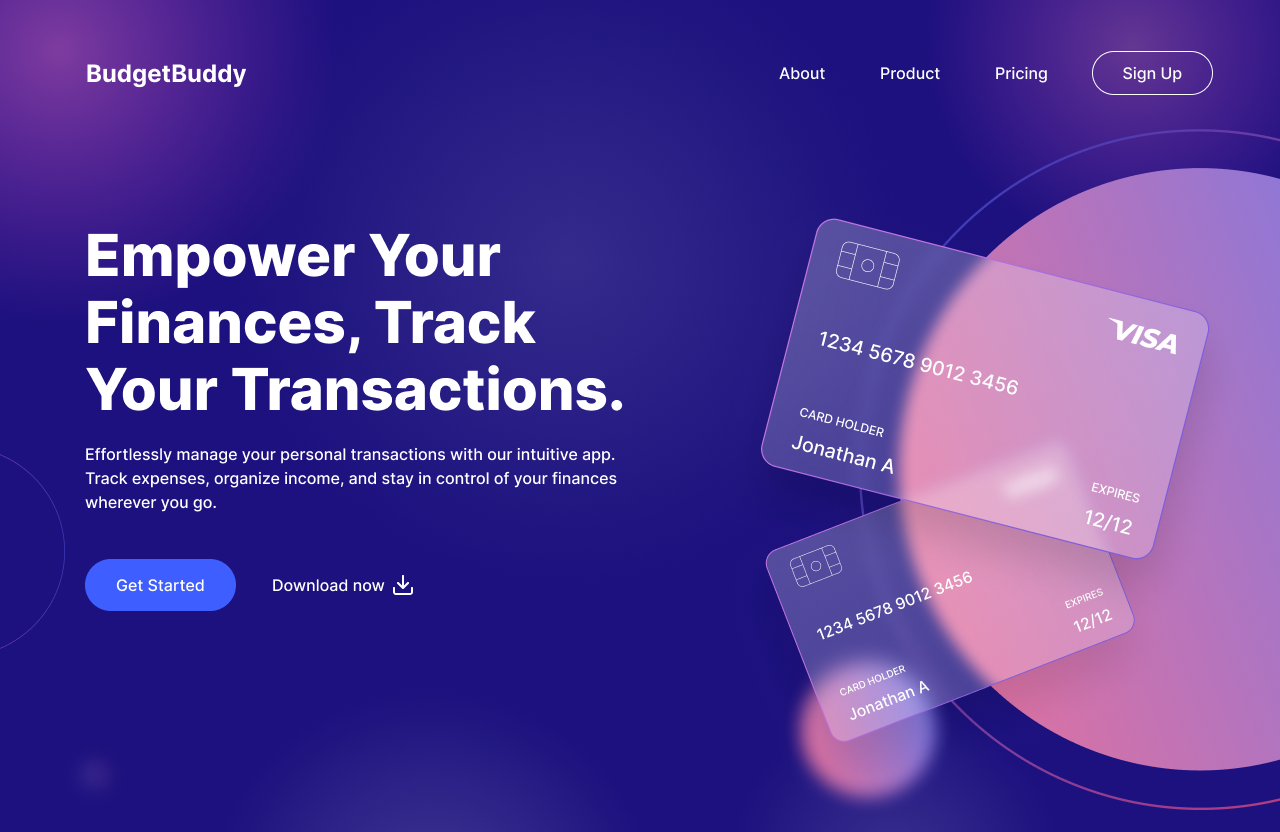 BudgetBuddy
About
Product
Pricing
Sign Up
Empower Your
Finances, Track
Your Transactions.
Effortlessly manage your personal transactions with our intuitive app.
Track expenses, organize income, and stay in control of your finances
wherever you go.
Get Started
Download now
VISA
1234 5678 9012 3456
CARD HOLDER
Jonathan A
EXPIRES
12/12
1234 5678 9012 3456
CARD HOLDER
Jonathan A
EXPIRES
12/12